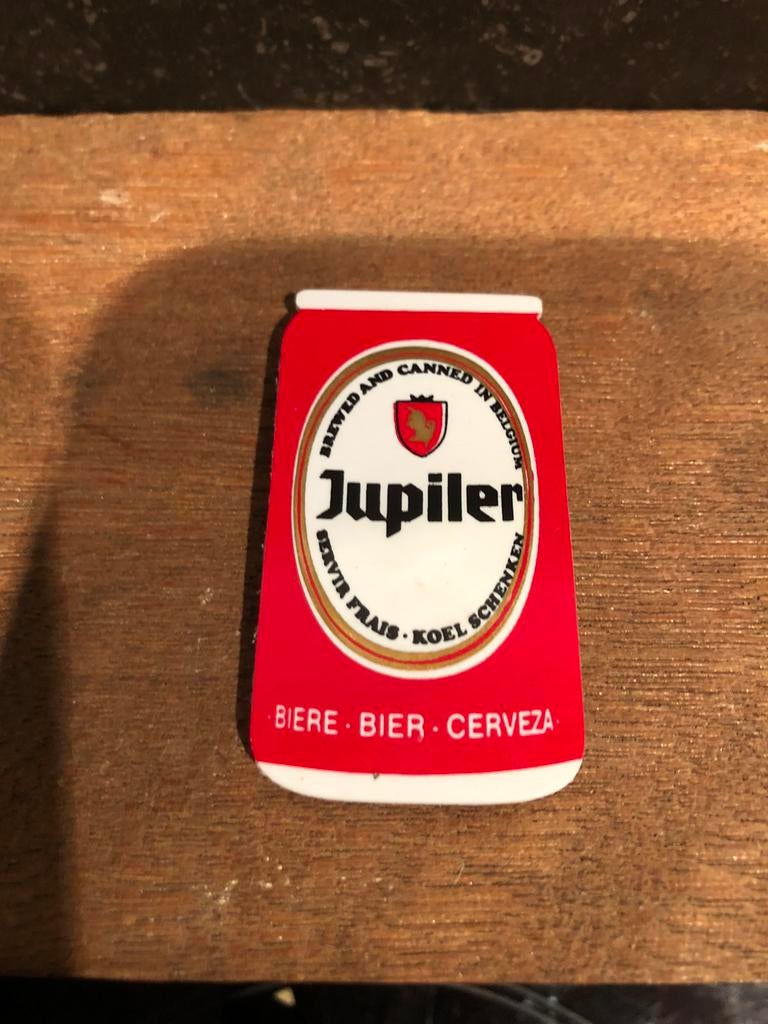 BREWED AND CANNED IN BELGIUM
Jupiler
SERVIR FRAIS · KOEL SCHENKEN
· BIERE · BIER · CERVEZA ·